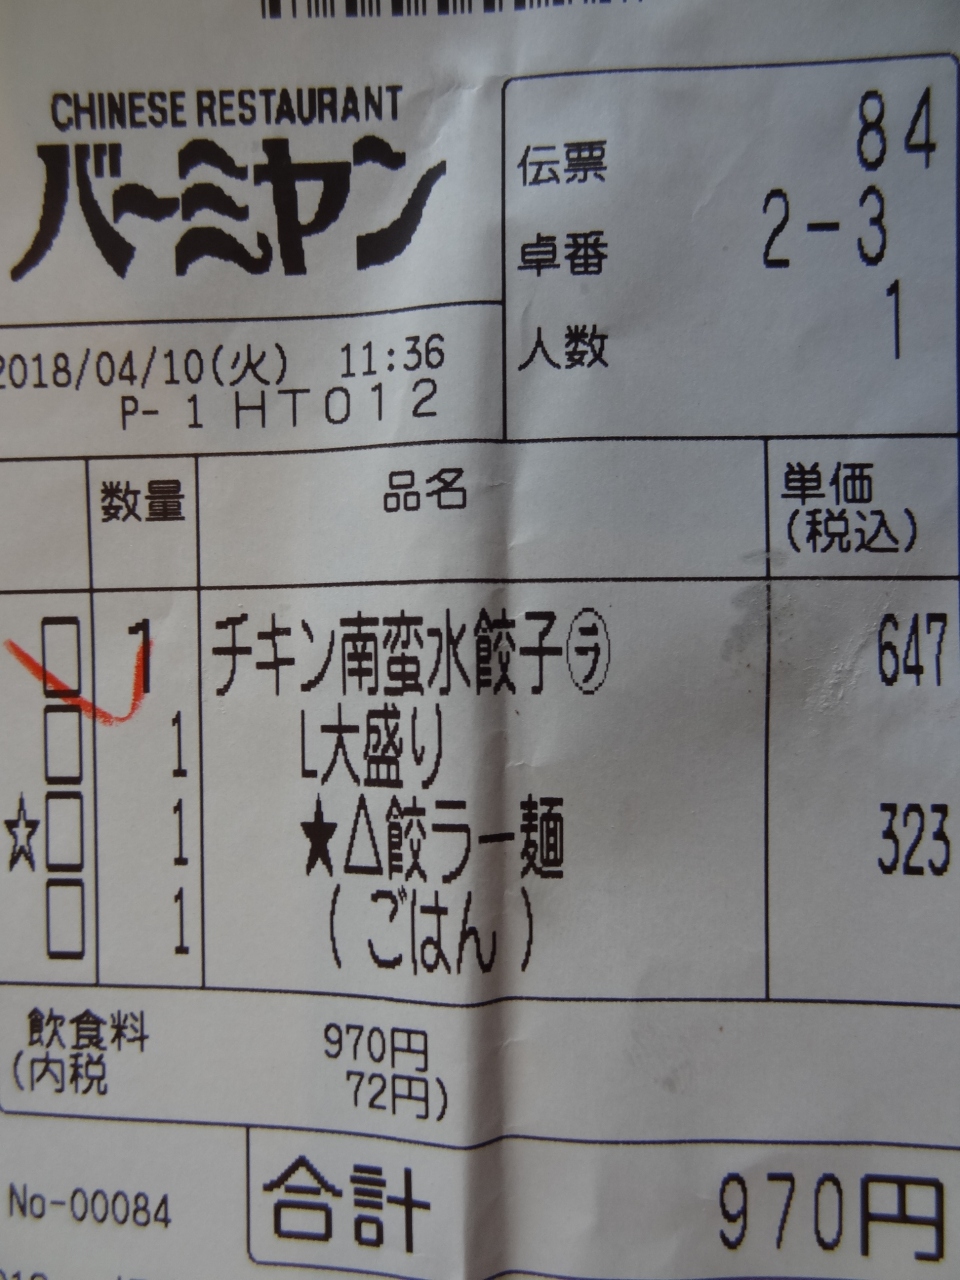 CHINESE RESTAURANT
バーミヤン
伝票 84
卓番 2-3
人数 1
2018/04/10(火) 11:36
P- 1 HT012
数量 品名 単価
(税込)
□ 1 チキン南蛮水餃子㋶ 647
□ 1 L大盛り
☆□ 1 ★△餃ラー麺 323
□ 1 (ごはん)
飲食料 970円
(内税 72円)
合計 970円
No-00084